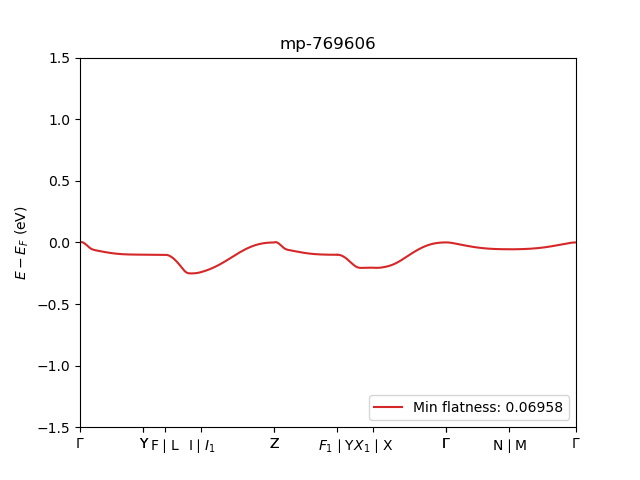 mp-769606
E − E_F (eV)
1.5
1.0
0.5
0.0
−0.5
−1.0
−1.5
Min flatness: 0.06958
Γ Y F | L I | I₁ Z F₁ | Y X₁ | X Γ N | M Γ